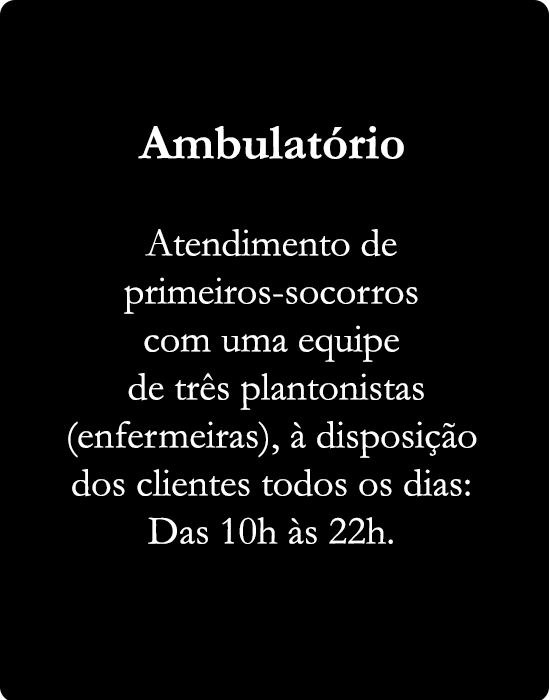 Ambulatório
Atendimento de
primeiros-socorros
com uma equipe
de três plantonistas
(enfermeiras), à disposição
dos clientes todos os dias:
Das 10h às 22h.